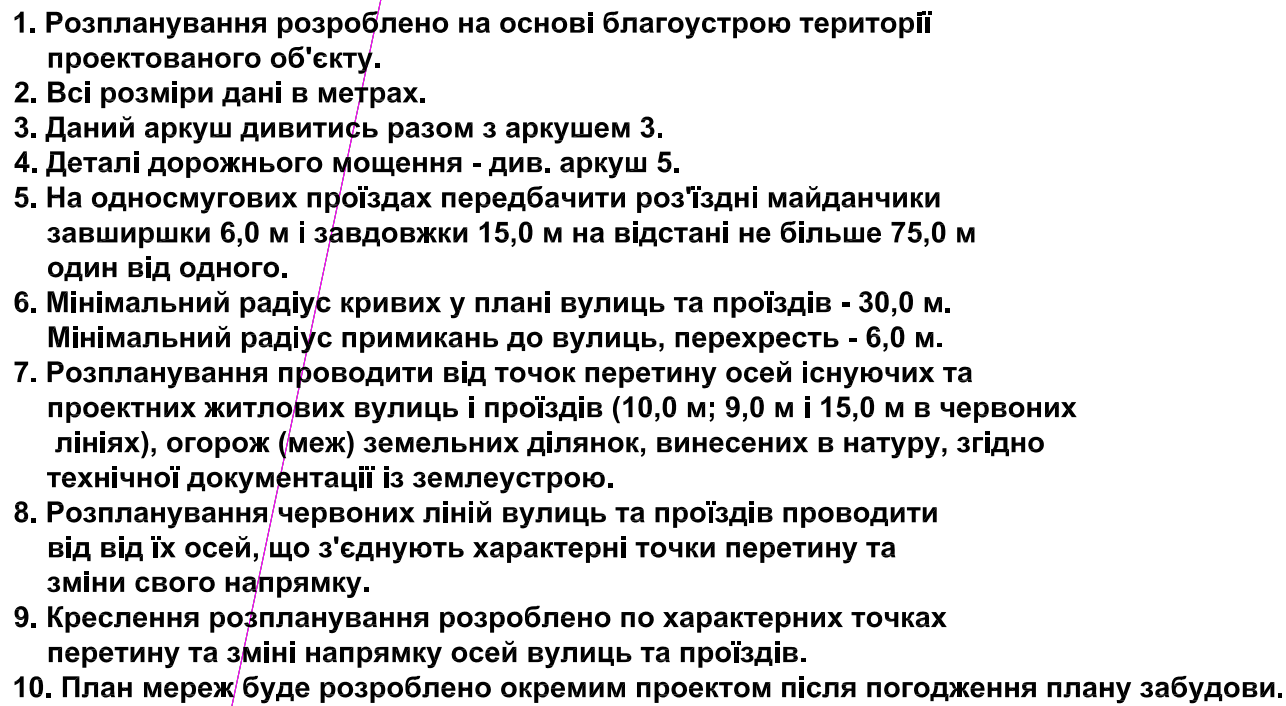 1. Розпланування розроблено на основі благоустрою території
проектованого об'єкту.
2. Всі розміри дані в метрах.
3. Даний аркуш дивитись разом з аркушем 3.
4. Деталі дорожнього мощення - див. аркуш 5.
5. На односмугових проїздах передбачити роз'їздні майданчики
завширшки 6,0 м і завдовжки 15,0 м на відстані не більше 75,0 м
один від одного.
6. Мінімальний радіус кривих у плані вулиць та проїздів - 30,0 м.
Мінімальний радіус примикань до вулиць, перехресть - 6,0 м.
7. Розпланування проводити від точок перетину осей існуючих та
проектних житлових вулиць і проїздів (10,0 м; 9,0 м і 15,0 м в червоних
лініях), огорож (меж) земельних ділянок, винесених в натуру, згідно
технічної документації із землеустрою.
8. Розпланування червоних ліній вулиць та проїздів проводити
від від їх осей, що з'єднують характерні точки перетину та
зміни свого напрямку.
9. Креслення розпланування розроблено по характерних точках
перетину та зміні напрямку осей вулиць та проїздів.
10. План мереж буде розроблено окремим проектом після погодження плану забудови.